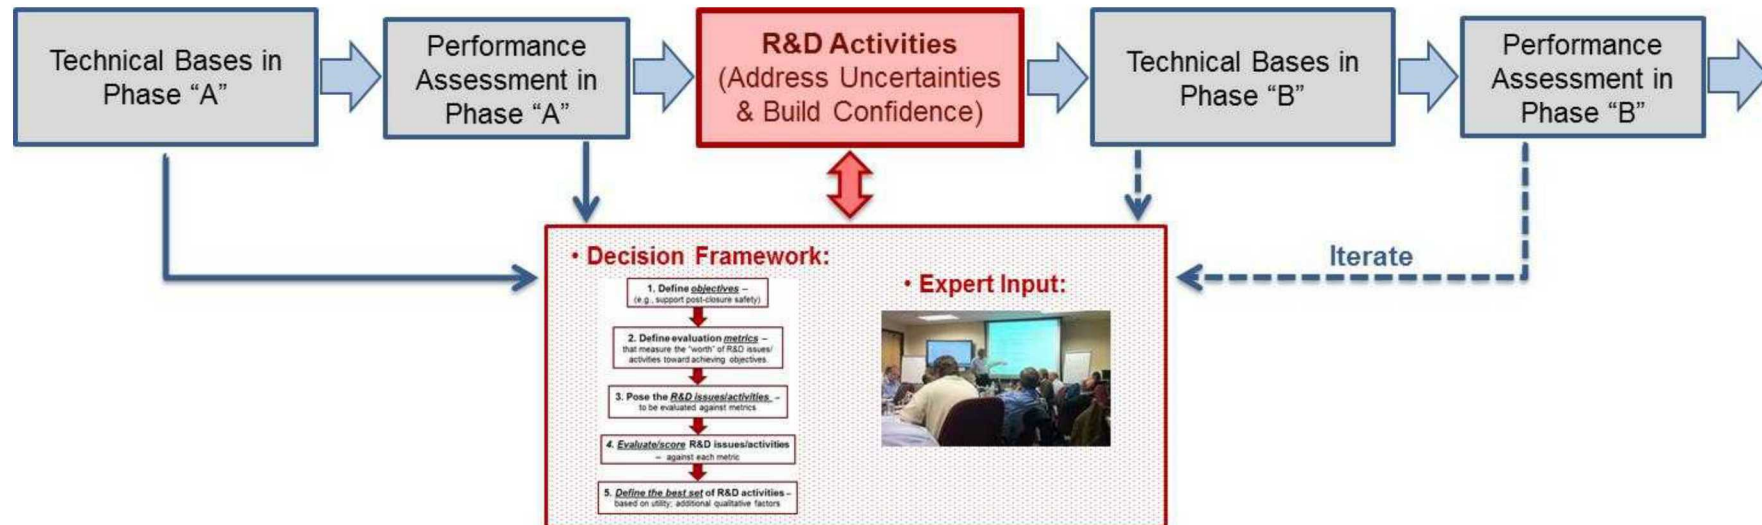 Technical Bases in
Phase “A”
Performance
Assessment in
Phase “A”
R&D Activities
(Address Uncertainties
& Build Confidence)
Technical Bases in
Phase “B”
Performance
Assessment in
Phase “B”
• Decision Framework:
1. Define objectives –
(e.g., support post-closure safety)
2. Define evaluation metrics –
that measure the “worth” of R&D issues/
activities toward achieving objectives.
3. Pose the R&D issues/activities –
to be evaluated against metrics
4. Evaluate/score R&D issues/activities
– against each metric
5. Define the best set of R&D activities –
based on utility; additional qualitative factors
• Expert Input:
Iterate